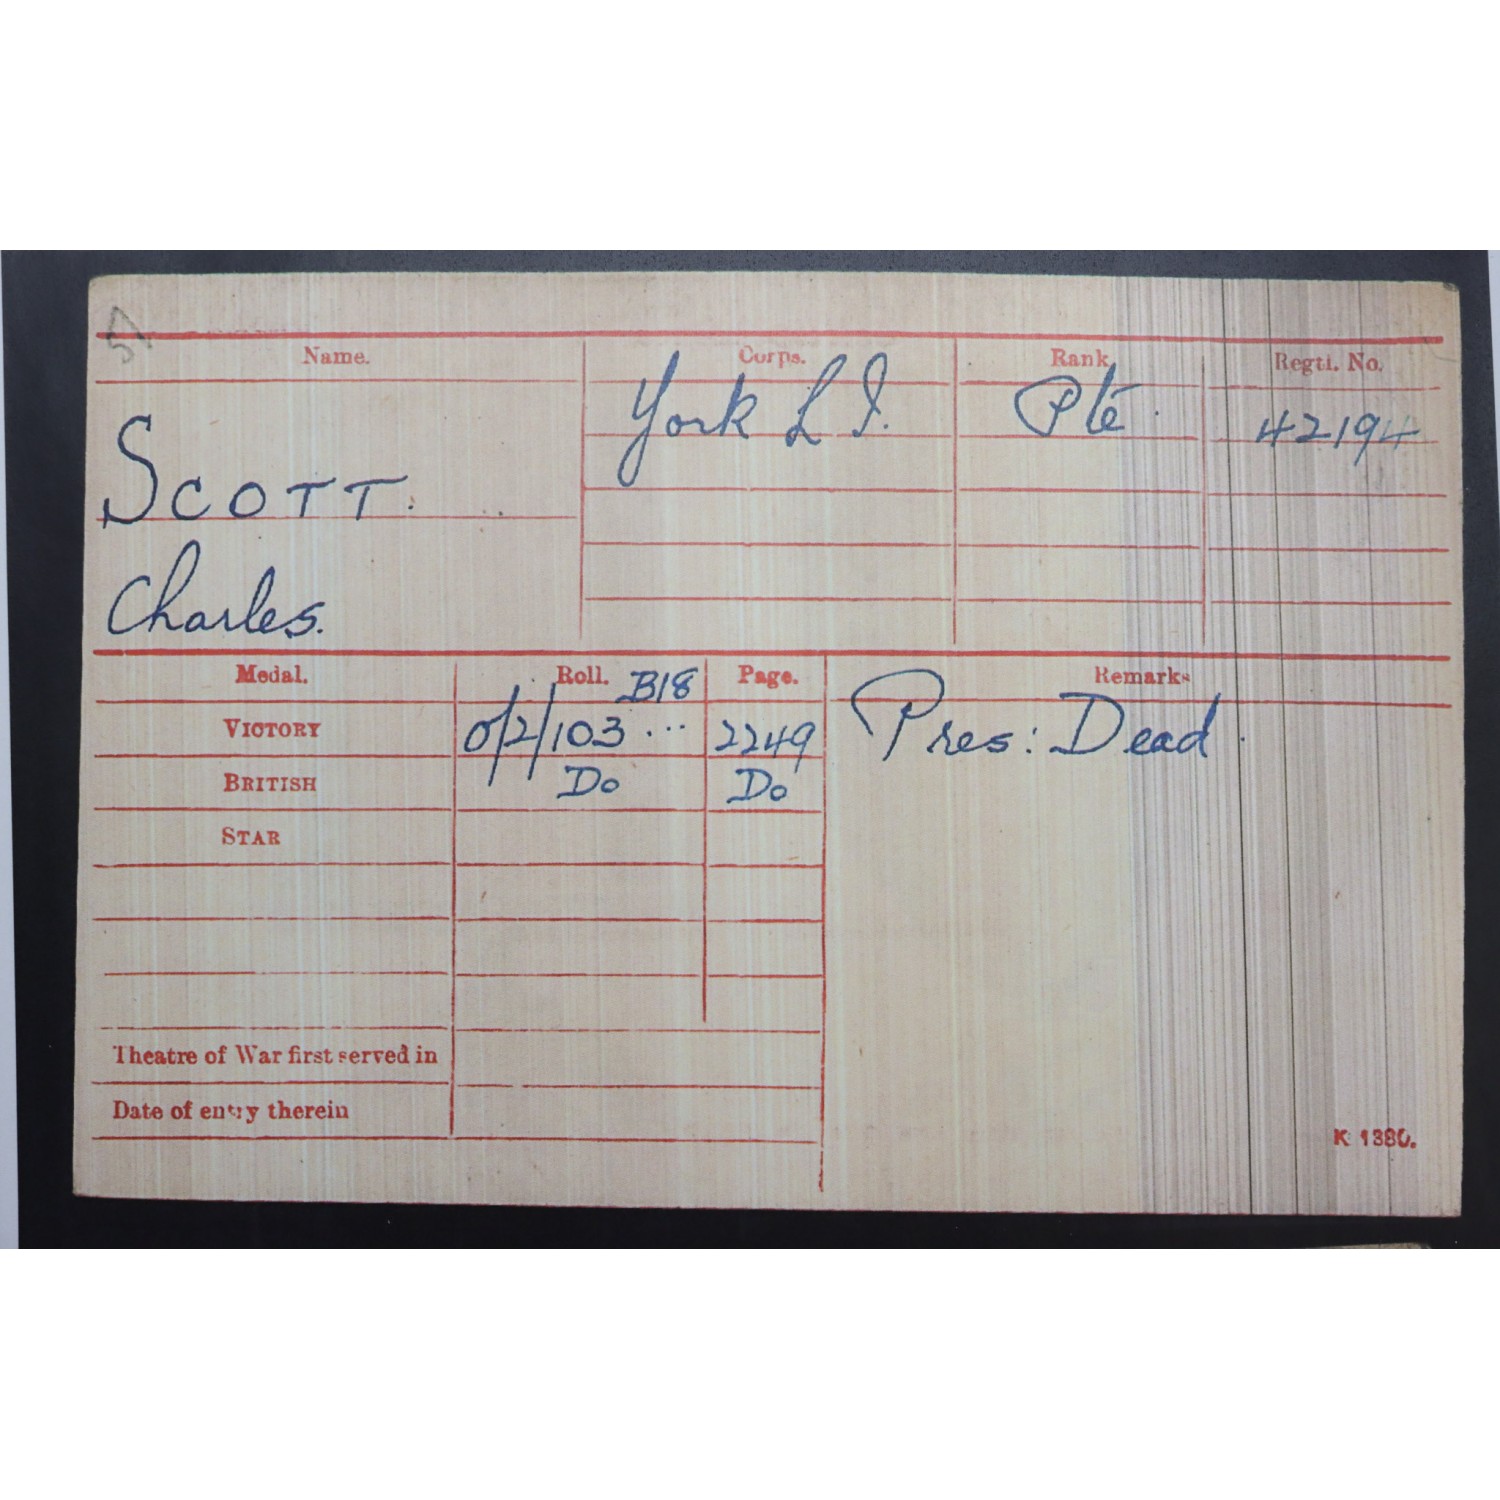 Name. Corps. Rank Regtl. No.
York L I. Pte. 42194
SCOTT.
Charles.
Medal. Roll. B18 Page. Remarks
VICTORY O/2/103 ... 2249 Pres: Dead.
BRITISH Do Do
STAR
Theatre of War first served in
Date of entry therein
K 1380.